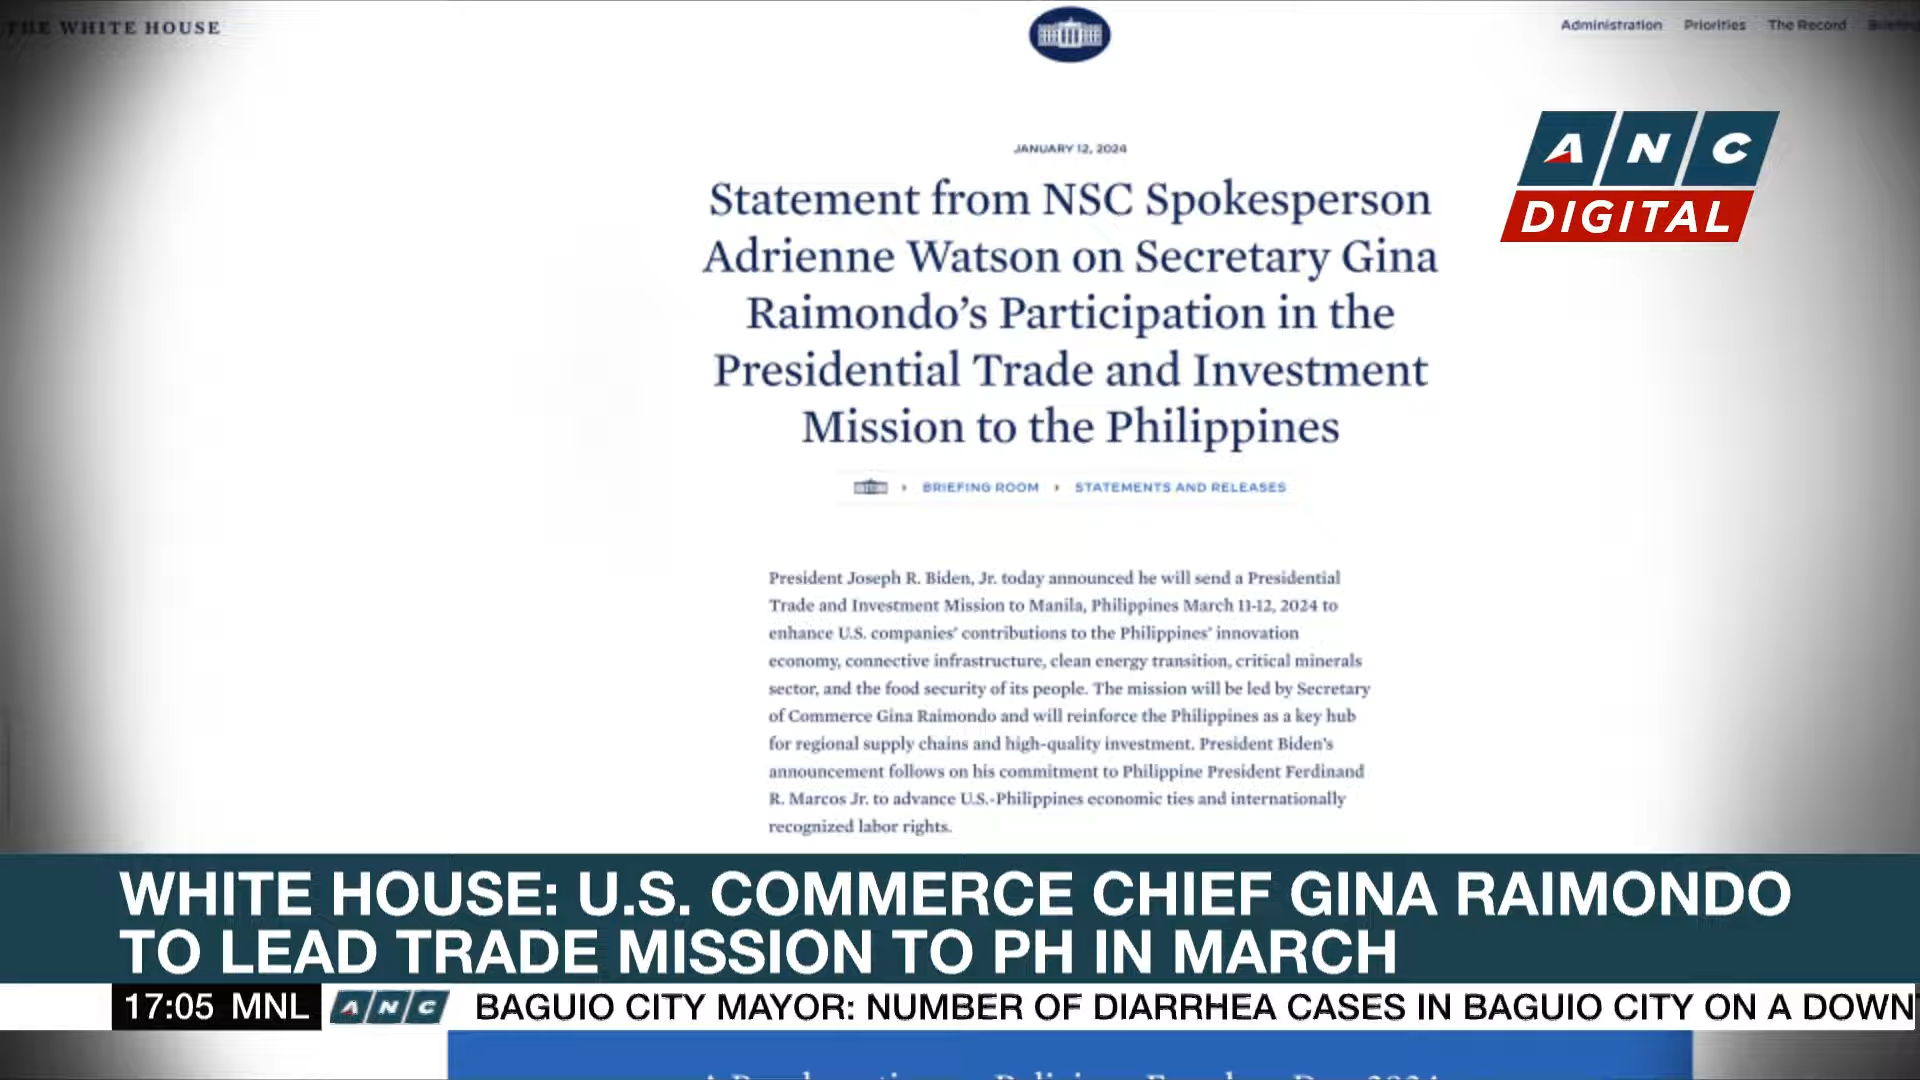 THE WHITE HOUSE
Administration Priorities The Record
ANC
DIGITAL
JANUARY 12, 2024
Statement from NSC Spokesperson
Adrienne Watson on Secretary Gina
Raimondo’s Participation in the
Presidential Trade and Investment
Mission to the Philippines
BRIEFING ROOM STATEMENTS AND RELEASES
President Joseph R. Biden, Jr. today announced he will send a Presidential
Trade and Investment Mission to Manila, Philippines March 11-12, 2024 to
enhance U.S. companies’ contributions to the Philippines’ innovation
economy, connective infrastructure, clean energy transition, critical minerals
sector, and the food security of its people. The mission will be led by Secretary
of Commerce Gina Raimondo and will reinforce the Philippines as a key hub
for regional supply chains and high-quality investment. President Biden’s
announcement follows on his commitment to Philippine President Ferdinand
R. Marcos Jr. to advance U.S.-Philippines economic ties and internationally
recognized labor rights.
WHITE HOUSE: U.S. COMMERCE CHIEF GINA RAIMONDO
TO LEAD TRADE MISSION TO PH IN MARCH
17:05 MNL ANC BAGUIO CITY MAYOR: NUMBER OF DIARRHEA CASES IN BAGUIO CITY ON A DOWN